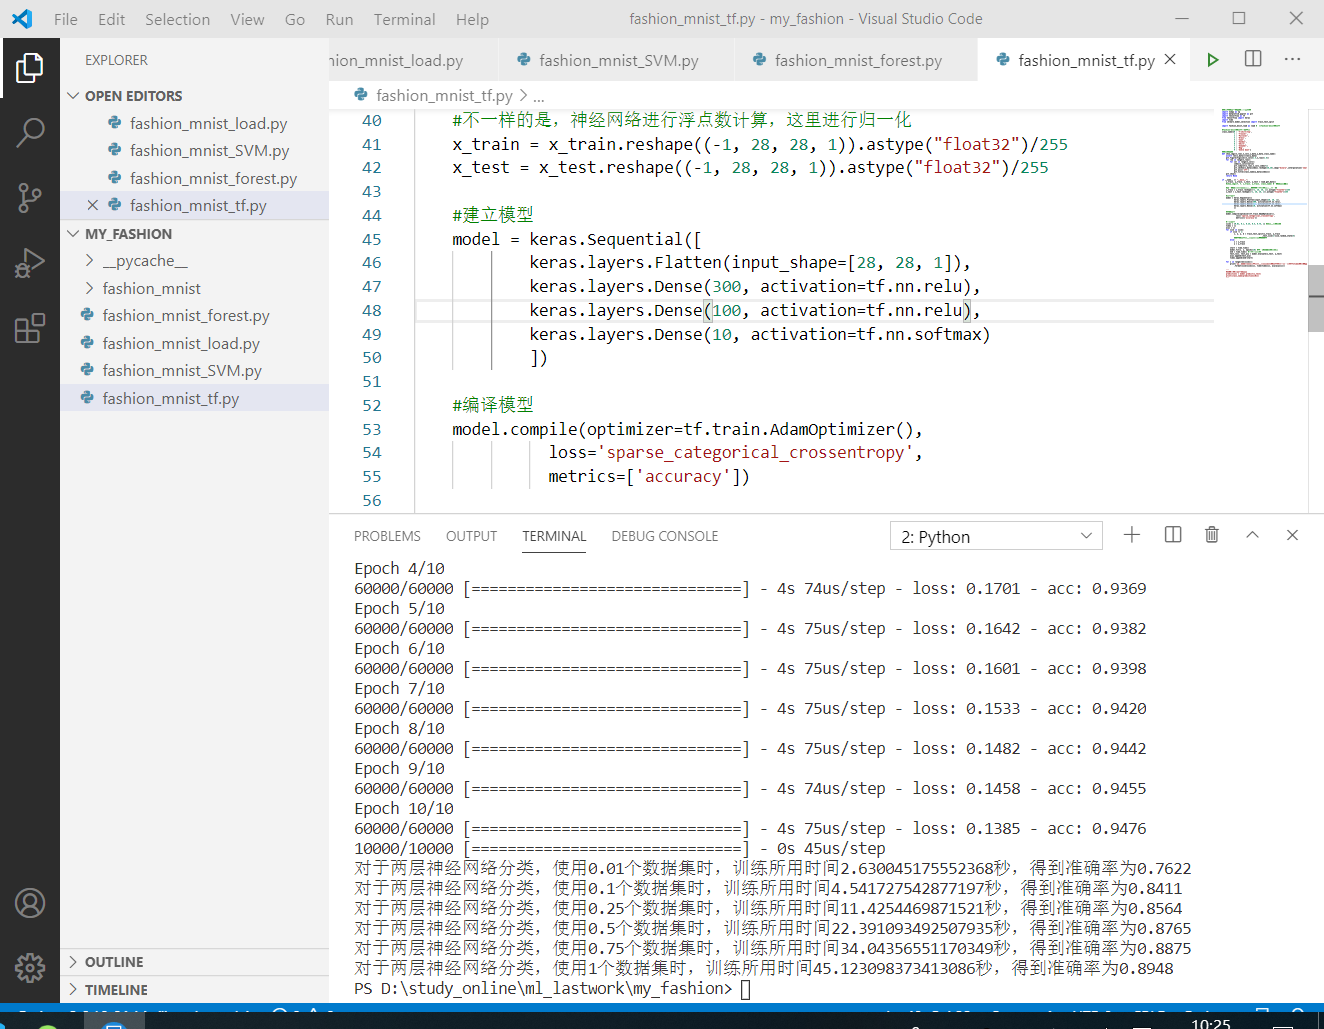 File Edit Selection View Go Run Terminal Help fashion_mnist_tf.py - my_fashion - Visual Studio Code
EXPLORER
OPEN EDITORS
fashion_mnist_load.py
fashion_mnist_SVM.py
fashion_mnist_forest.py
fashion_mnist_tf.py
MY_FASHION
__pycache__
fashion_mnist
fashion_mnist_forest.py
fashion_mnist_load.py
fashion_mnist_SVM.py
fashion_mnist_tf.py
OUTLINE
TIMELINE
nion_mnist_load.py fashion_mnist_SVM.py fashion_mnist_forest.py fashion_mnist_tf.py
fashion_mnist_tf.py > ...
40 #不一样的是，神经网络进行浮点数计算，这里进行归一化
41 x_train = x_train.reshape((-1, 28, 28, 1)).astype("float32")/255
42 x_test = x_test.reshape((-1, 28, 28, 1)).astype("float32")/255
43
44 #建立模型
45 model = keras.Sequential([
46 keras.layers.Flatten(input_shape=[28, 28, 1]),
47 keras.layers.Dense(300, activation=tf.nn.relu),
48 keras.layers.Dense(100, activation=tf.nn.relu),
49 keras.layers.Dense(10, activation=tf.nn.softmax)
50 ])
51
52 #编译模型
53 model.compile(optimizer=tf.train.AdamOptimizer(),
54 loss='sparse_categorical_crossentropy',
55 metrics=['accuracy'])
56
PROBLEMS OUTPUT TERMINAL DEBUG CONSOLE 2: Python
Epoch 4/10
60000/60000 [==============================] - 4s 74us/step - loss: 0.1701 - acc: 0.9369
Epoch 5/10
60000/60000 [==============================] - 4s 75us/step - loss: 0.1642 - acc: 0.9382
Epoch 6/10
60000/60000 [==============================] - 4s 75us/step - loss: 0.1601 - acc: 0.9398
Epoch 7/10
60000/60000 [==============================] - 4s 75us/step - loss: 0.1533 - acc: 0.9420
Epoch 8/10
60000/60000 [==============================] - 4s 75us/step - loss: 0.1482 - acc: 0.9442
Epoch 9/10
60000/60000 [==============================] - 4s 74us/step - loss: 0.1458 - acc: 0.9455
Epoch 10/10
60000/60000 [==============================] - 4s 75us/step - loss: 0.1385 - acc: 0.9476
10000/10000 [==============================] - 0s 45us/step
对于两层神经网络分类，使用0.01个数据集时，训练所用时间2.630045175552368秒，得到准确率为0.7622
对于两层神经网络分类，使用0.1个数据集时，训练所用时间4.541727542877197秒，得到准确率为0.8411
对于两层神经网络分类，使用0.25个数据集时，训练所用时间11.4254469871521秒，得到准确率为0.8564
对于两层神经网络分类，使用0.5个数据集时，训练所用时间22.391093492507935秒，得到准确率为0.8765
对于两层神经网络分类，使用0.75个数据集时，训练所用时间34.04356551170349秒，得到准确率为0.8875
对于两层神经网络分类，使用1个数据集时，训练所用时间45.123098373413086秒，得到准确率为0.8948
PS D:\study_online\ml_lastwork\my_fashion>
10:25